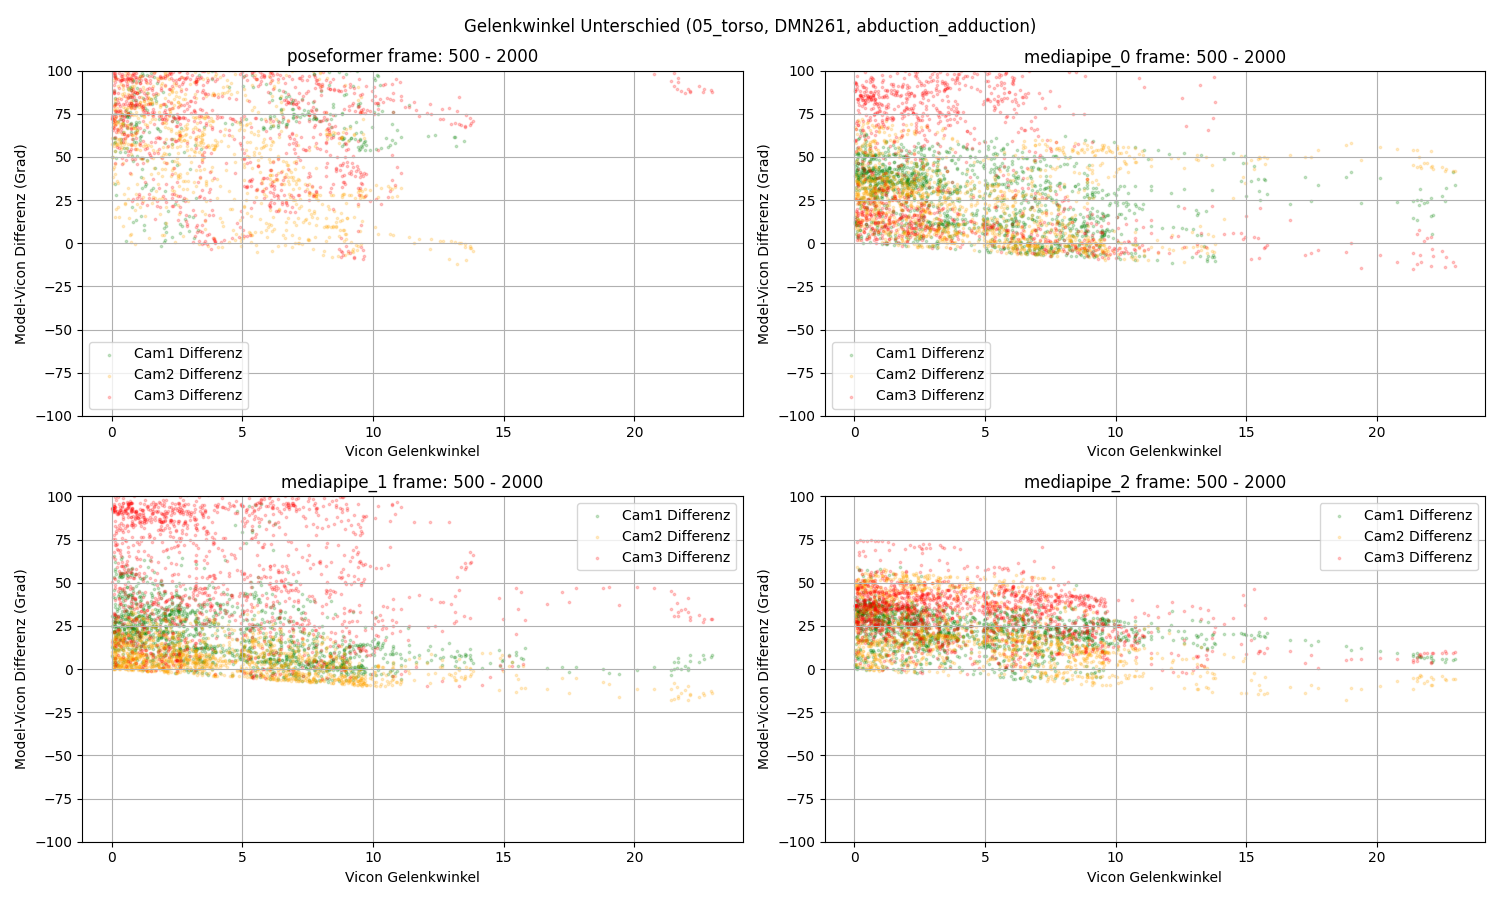 Gelenkwinkel Unterschied (05_torso, DMN261, abduction_adduction)
poseformer frame: 500 - 2000
100
75
50
25
0
−25
−50
−75
−100
Model-Vicon Differenz (Grad)
Cam1 Differenz
Cam2 Differenz
Cam3 Differenz
0 5 10 15 20
Vicon Gelenkwinkel
mediapipe_0 frame: 500 - 2000
100
75
50
25
0
−25
−50
−75
−100
Model-Vicon Differenz (Grad)
Cam1 Differenz
Cam2 Differenz
Cam3 Differenz
0 5 10 15 20
Vicon Gelenkwinkel
mediapipe_1 frame: 500 - 2000
100
75
50
25
0
−25
−50
−75
−100
Model-Vicon Differenz (Grad)
Cam1 Differenz
Cam2 Differenz
Cam3 Differenz
0 5 10 15 20
Vicon Gelenkwinkel
mediapipe_2 frame: 500 - 2000
100
75
50
25
0
−25
−50
−75
−100
Model-Vicon Differenz (Grad)
Cam1 Differenz
Cam2 Differenz
Cam3 Differenz
0 5 10 15 20
Vicon Gelenkwinkel